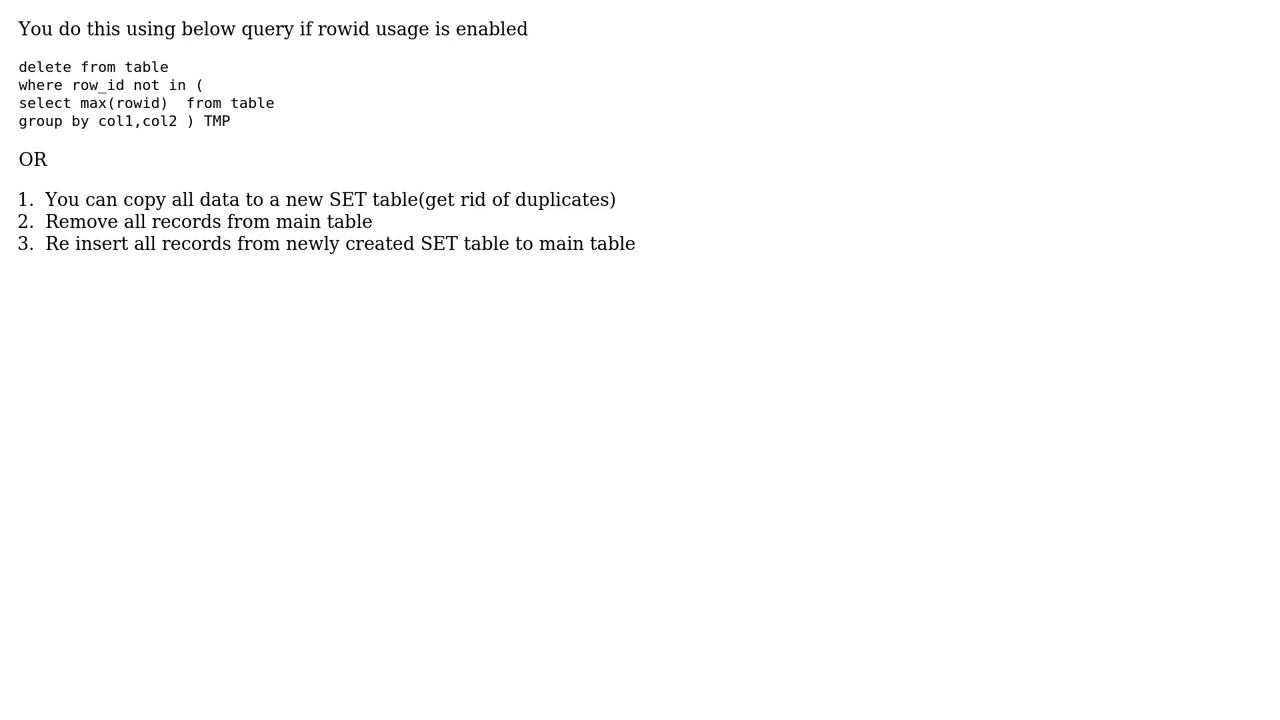 You do this using below query if rowid usage is enabled
delete from table
where row_id not in (
select max(rowid)  from table
group by col1,col2 ) TMP
OR
1. You can copy all data to a new SET table(get rid of duplicates)
2. Remove all records from main table
3. Re insert all records from newly created SET table to main table